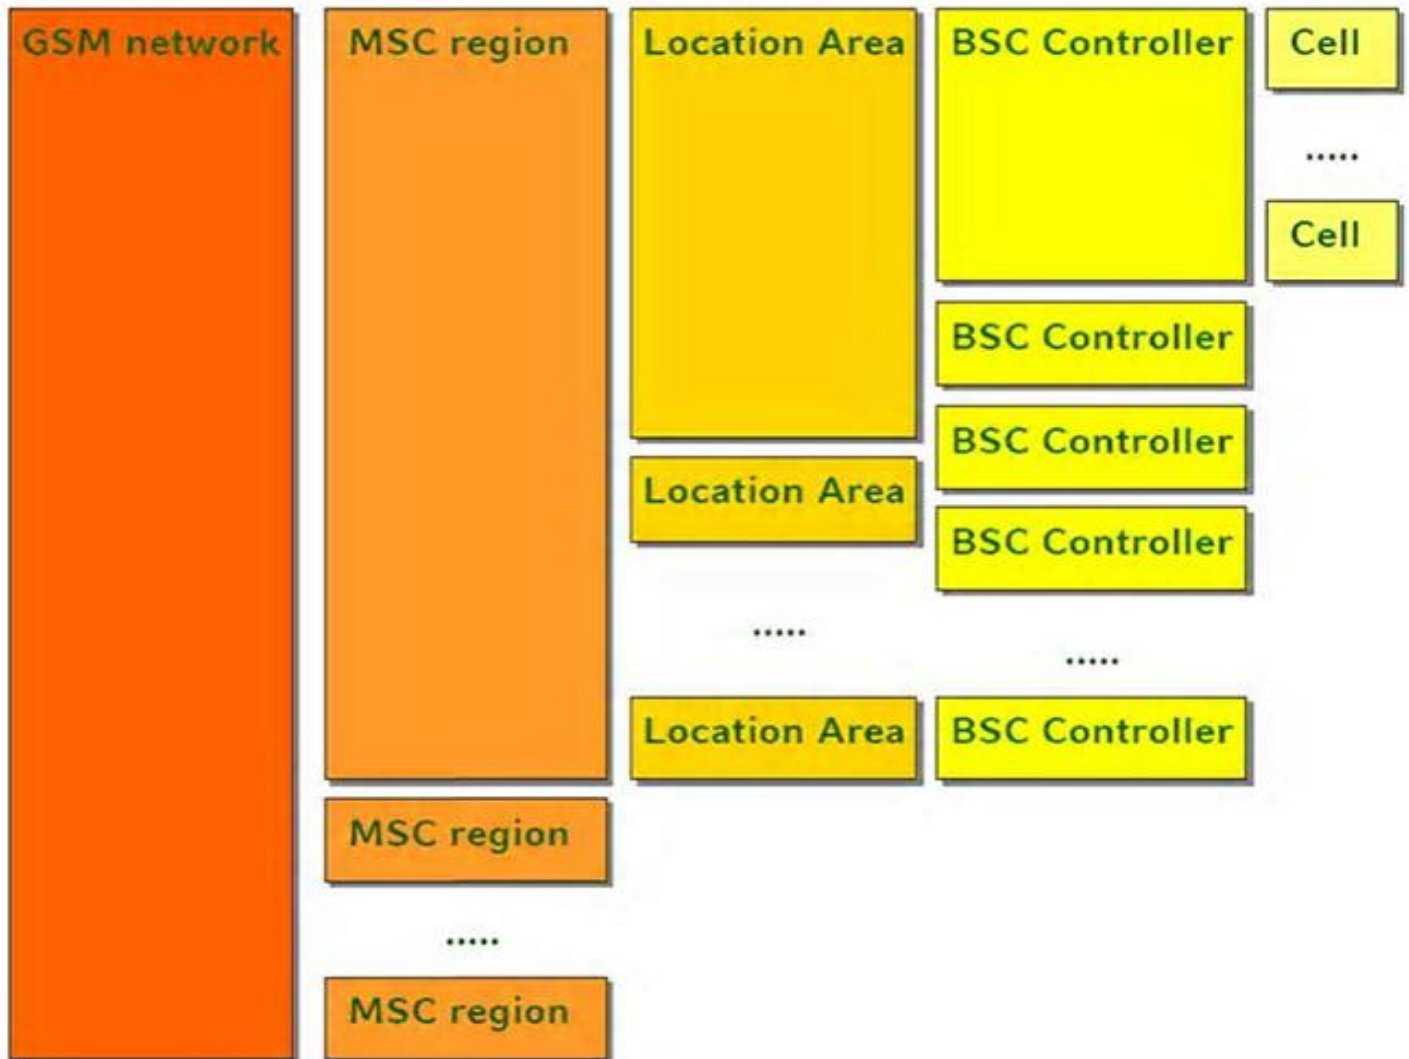 GSM network
MSC region
Location Area
BSC Controller
Cell
.....
Cell
BSC Controller
BSC Controller
Location Area
BSC Controller
.....
.....
Location Area
BSC Controller
MSC region
.....
MSC region